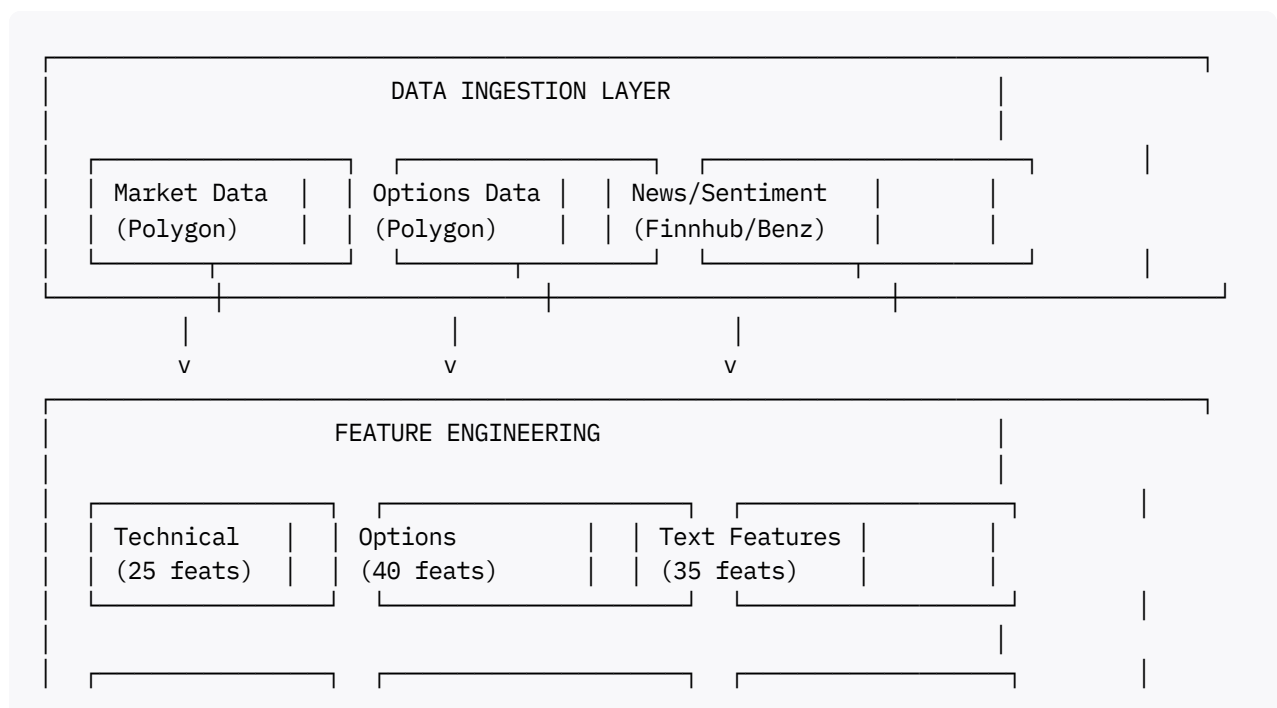 DATA INGESTION LAYER
Market Data Options Data News/Sentiment
(Polygon) (Polygon) (Finnhub/Benz)
v v v
FEATURE ENGINEERING
Technical Options Text Features
(25 feats) (40 feats) (35 feats)